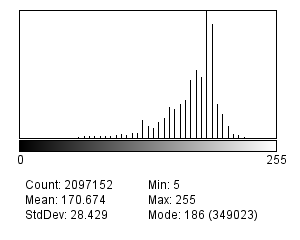 0 255
Count: 2097152 Min: 5
Mean: 170.674 Max: 255
StdDev: 28.429 Mode: 186 (349023)